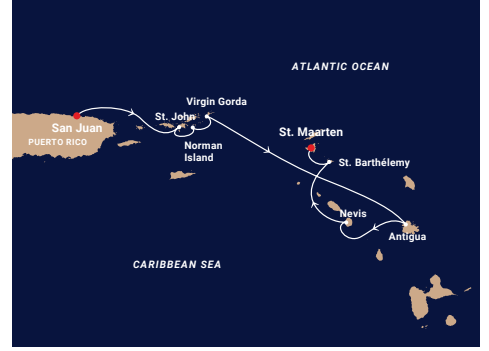 ATLANTIC OCEAN
Virgin Gorda
St. John
San Juan
St. Maarten
PUERTO RICO
Norman
Island
St. Barthélemy
Nevis
Antigua
CARIBBEAN SEA